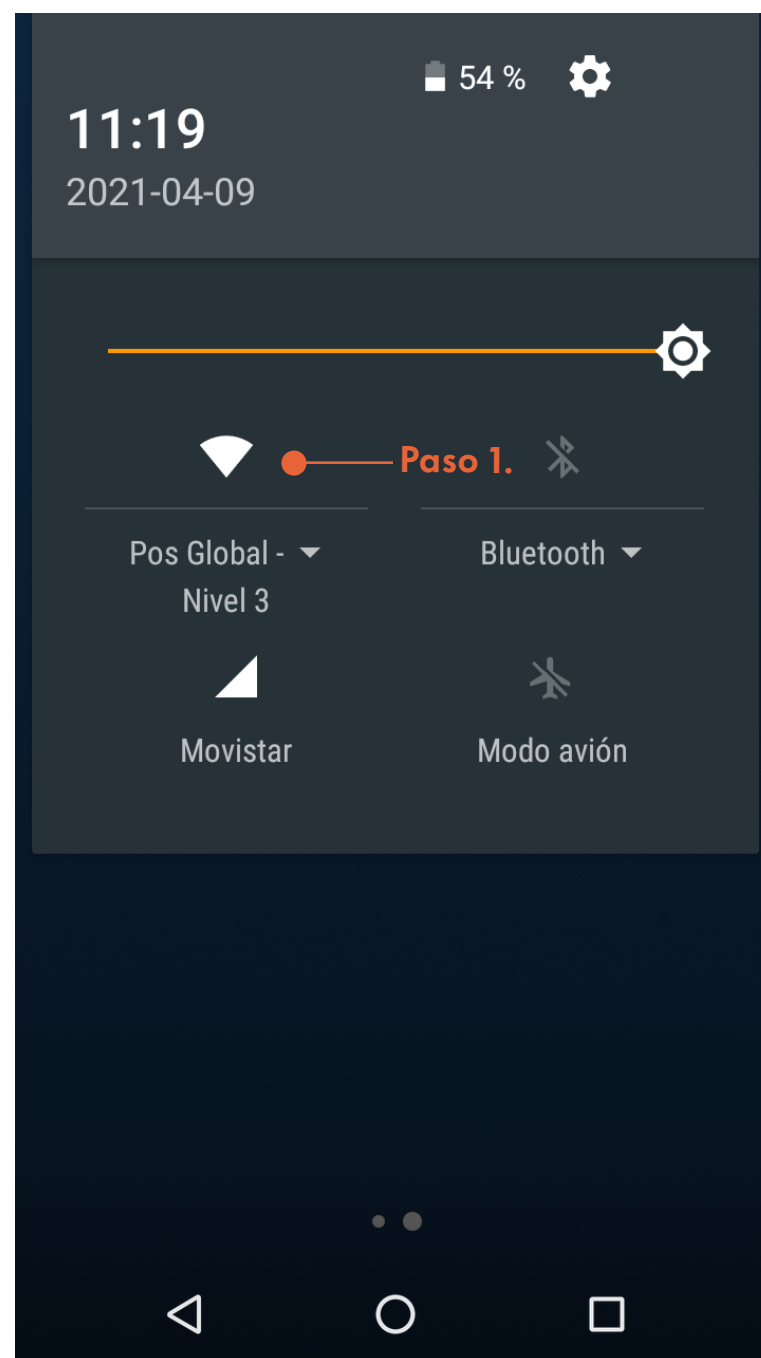 54 %
11:19
2021-04-09
Paso 1.
Pos Global -
Nivel 3
Bluetooth
Movistar
Modo avión